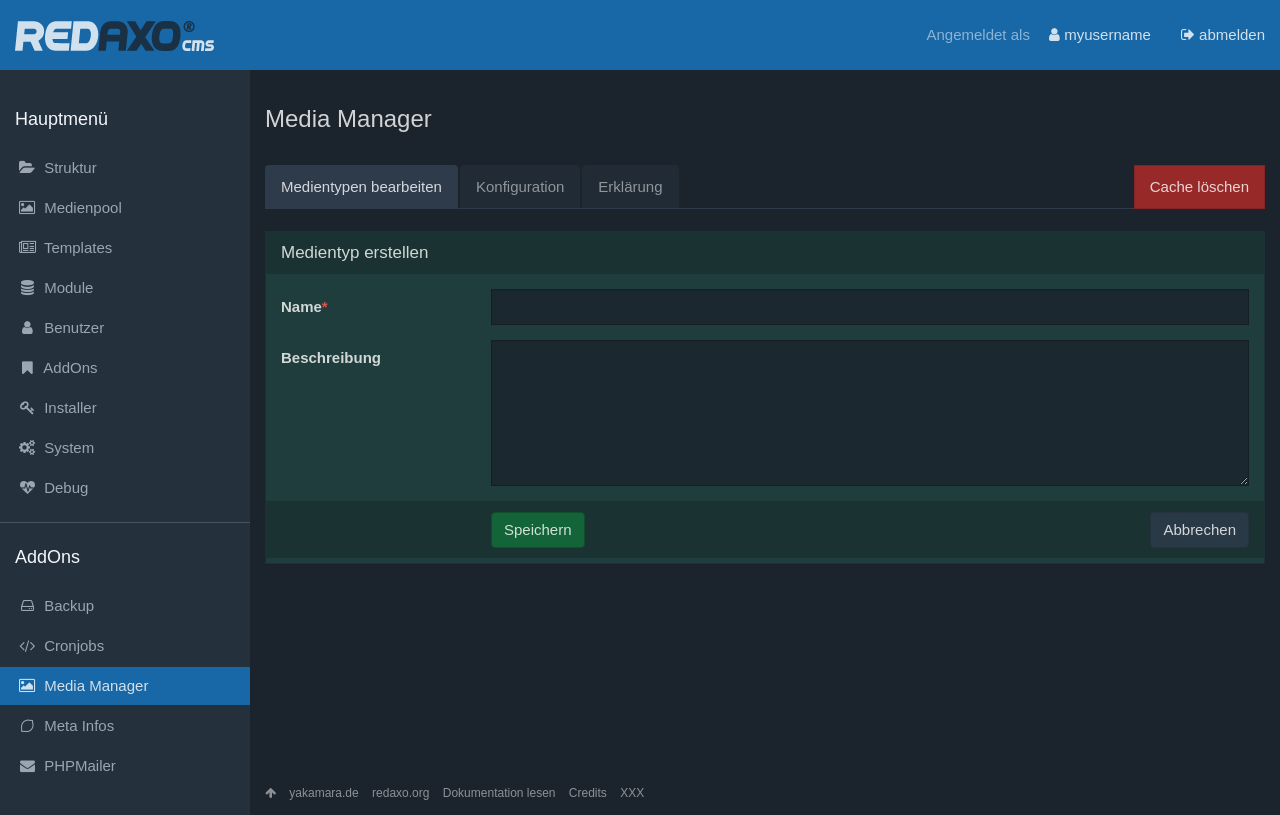 REDAXO® cms
Angemeldet als myusername abmelden
Hauptmenü
Struktur
Medienpool
Templates
Module
Benutzer
AddOns
Installer
System
Debug
AddOns
Backup
Cronjobs
Media Manager
Meta Infos
PHPMailer
Media Manager
Medientypen bearbeiten Konfiguration Erklärung Cache löschen
Medientyp erstellen
Name*
Beschreibung
Speichern Abbrechen
yakamara.de redaxo.org Dokumentation lesen Credits XXX